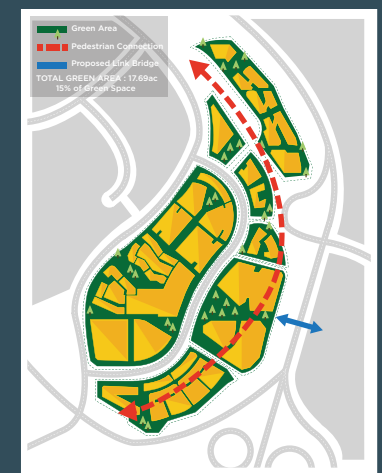 Green Area
Pedestrian Connection
Proposed Link Bridge
TOTAL GREEN AREA : 17.69ac
15% of Green Space